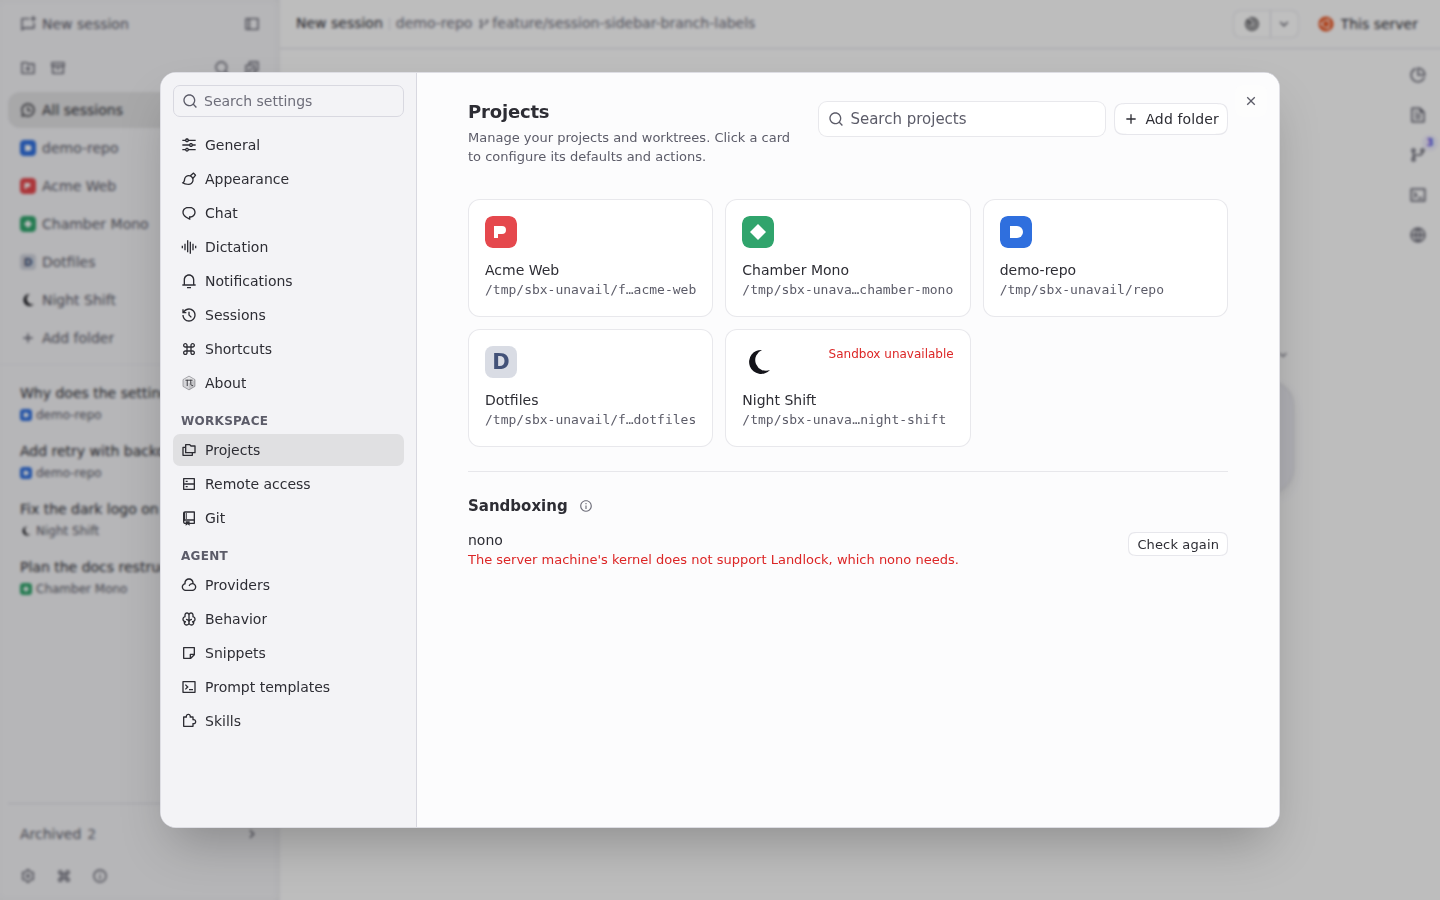 New session
New session demo-repo feature/session-sidebar-branch-labels
This server
All sessions
demo-repo
Acme Web
Chamber Mono
D Dotfiles
Night Shift
Add folder
Why does the settin
demo-repo
Add retry with backo
demo-repo
Fix the dark logo on
Night Shift
Plan the docs restru
Chamber Mono
Archived 2
3
Search settings
General
Appearance
Chat
Dictation
Notifications
Sessions
Shortcuts
About
WORKSPACE
Projects
Remote access
Git
AGENT
Providers
Behavior
Snippets
Prompt templates
Skills
Projects
Manage your projects and worktrees. Click a card
to configure its defaults and actions.
Search projects
Add folder
Acme Web
/tmp/sbx-unavail/f…acme-web
Chamber Mono
/tmp/sbx-unava…chamber-mono
demo-repo
/tmp/sbx-unavail/repo
D
Dotfiles
/tmp/sbx-unavail/f…dotfiles
Sandbox unavailable
Night Shift
/tmp/sbx-unava…night-shift
Sandboxing
nono
The server machine's kernel does not support Landlock, which nono needs.
Check again